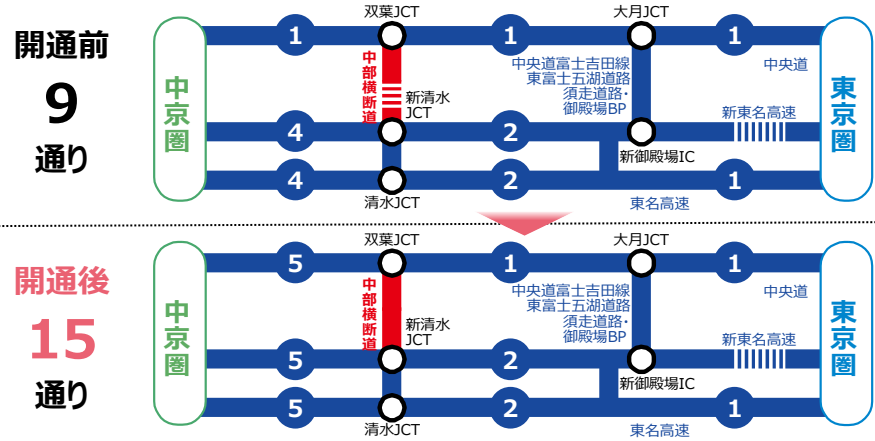 開通前
9
通り
中京圏
双葉JCT
大月JCT
1
1
1
中部横断道
新清水
JCT
中央道富士吉田線
東富士五湖道路
須走道路・
御殿場BP
中央道
新東名高速
東京圏
4
2
新御殿場IC
4
2
1
清水JCT
東名高速
開通後
15
通り
中京圏
双葉JCT
大月JCT
5
1
1
中部横断道
新清水
JCT
中央道富士吉田線
東富士五湖道路
須走道路・
御殿場BP
中央道
新東名高速
東京圏
5
2
新御殿場IC
5
2
1
清水JCT
東名高速